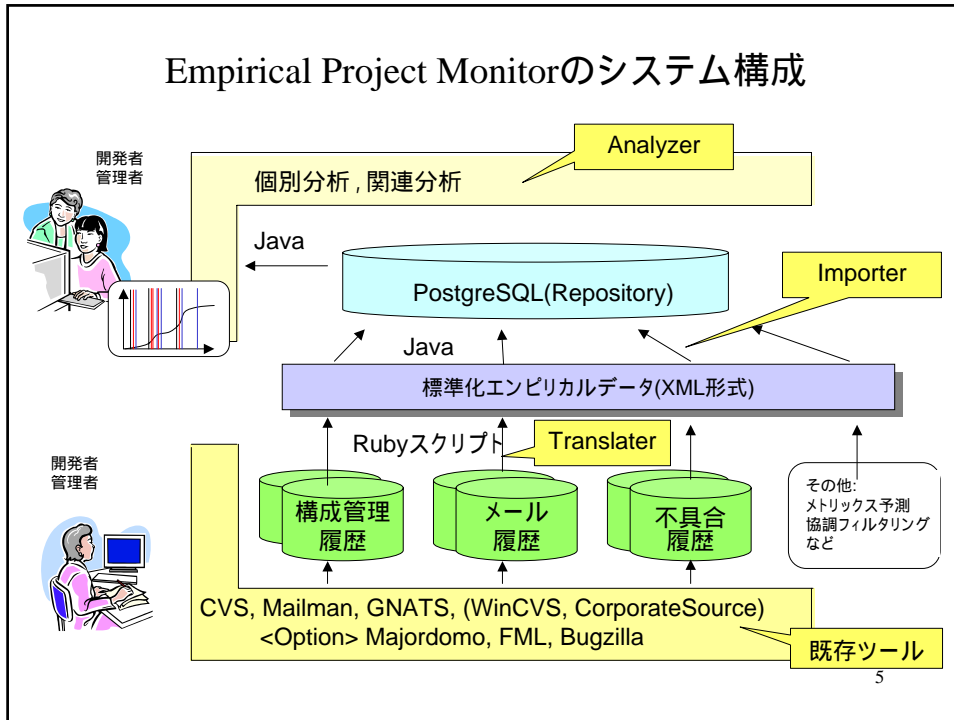 Empirical Project Monitorのシステム構成
Analyzer
開発者
管理者
個別分析 , 関連分析
Java
Importer
PostgreSQL(Repository)
Java
標準化エンピリカルデータ(XML形式)
Rubyスクリプト
Translater
開発者
管理者
構成管理
履歴
メール
履歴
不具合
履歴
その他:
メトリックス予測
協調フィルタリング
など
CVS, Mailman, GNATS, (WinCVS, CorporateSource)
<Option> Majordomo, FML, Bugzilla
既存ツール
5